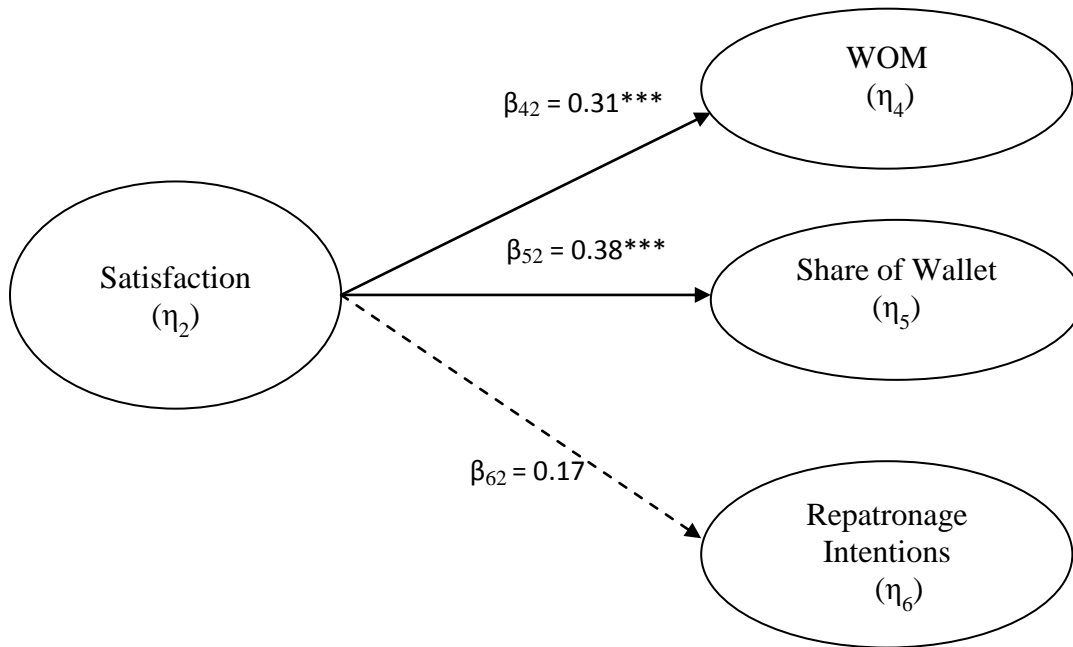 WOM
(η₄)
β₄₂ = 0.31***
β₅₂ = 0.38***
Satisfaction
(η₂)
Share of Wallet
(η₅)
β₆₂ = 0.17
Repatronage
Intentions
(η₆)